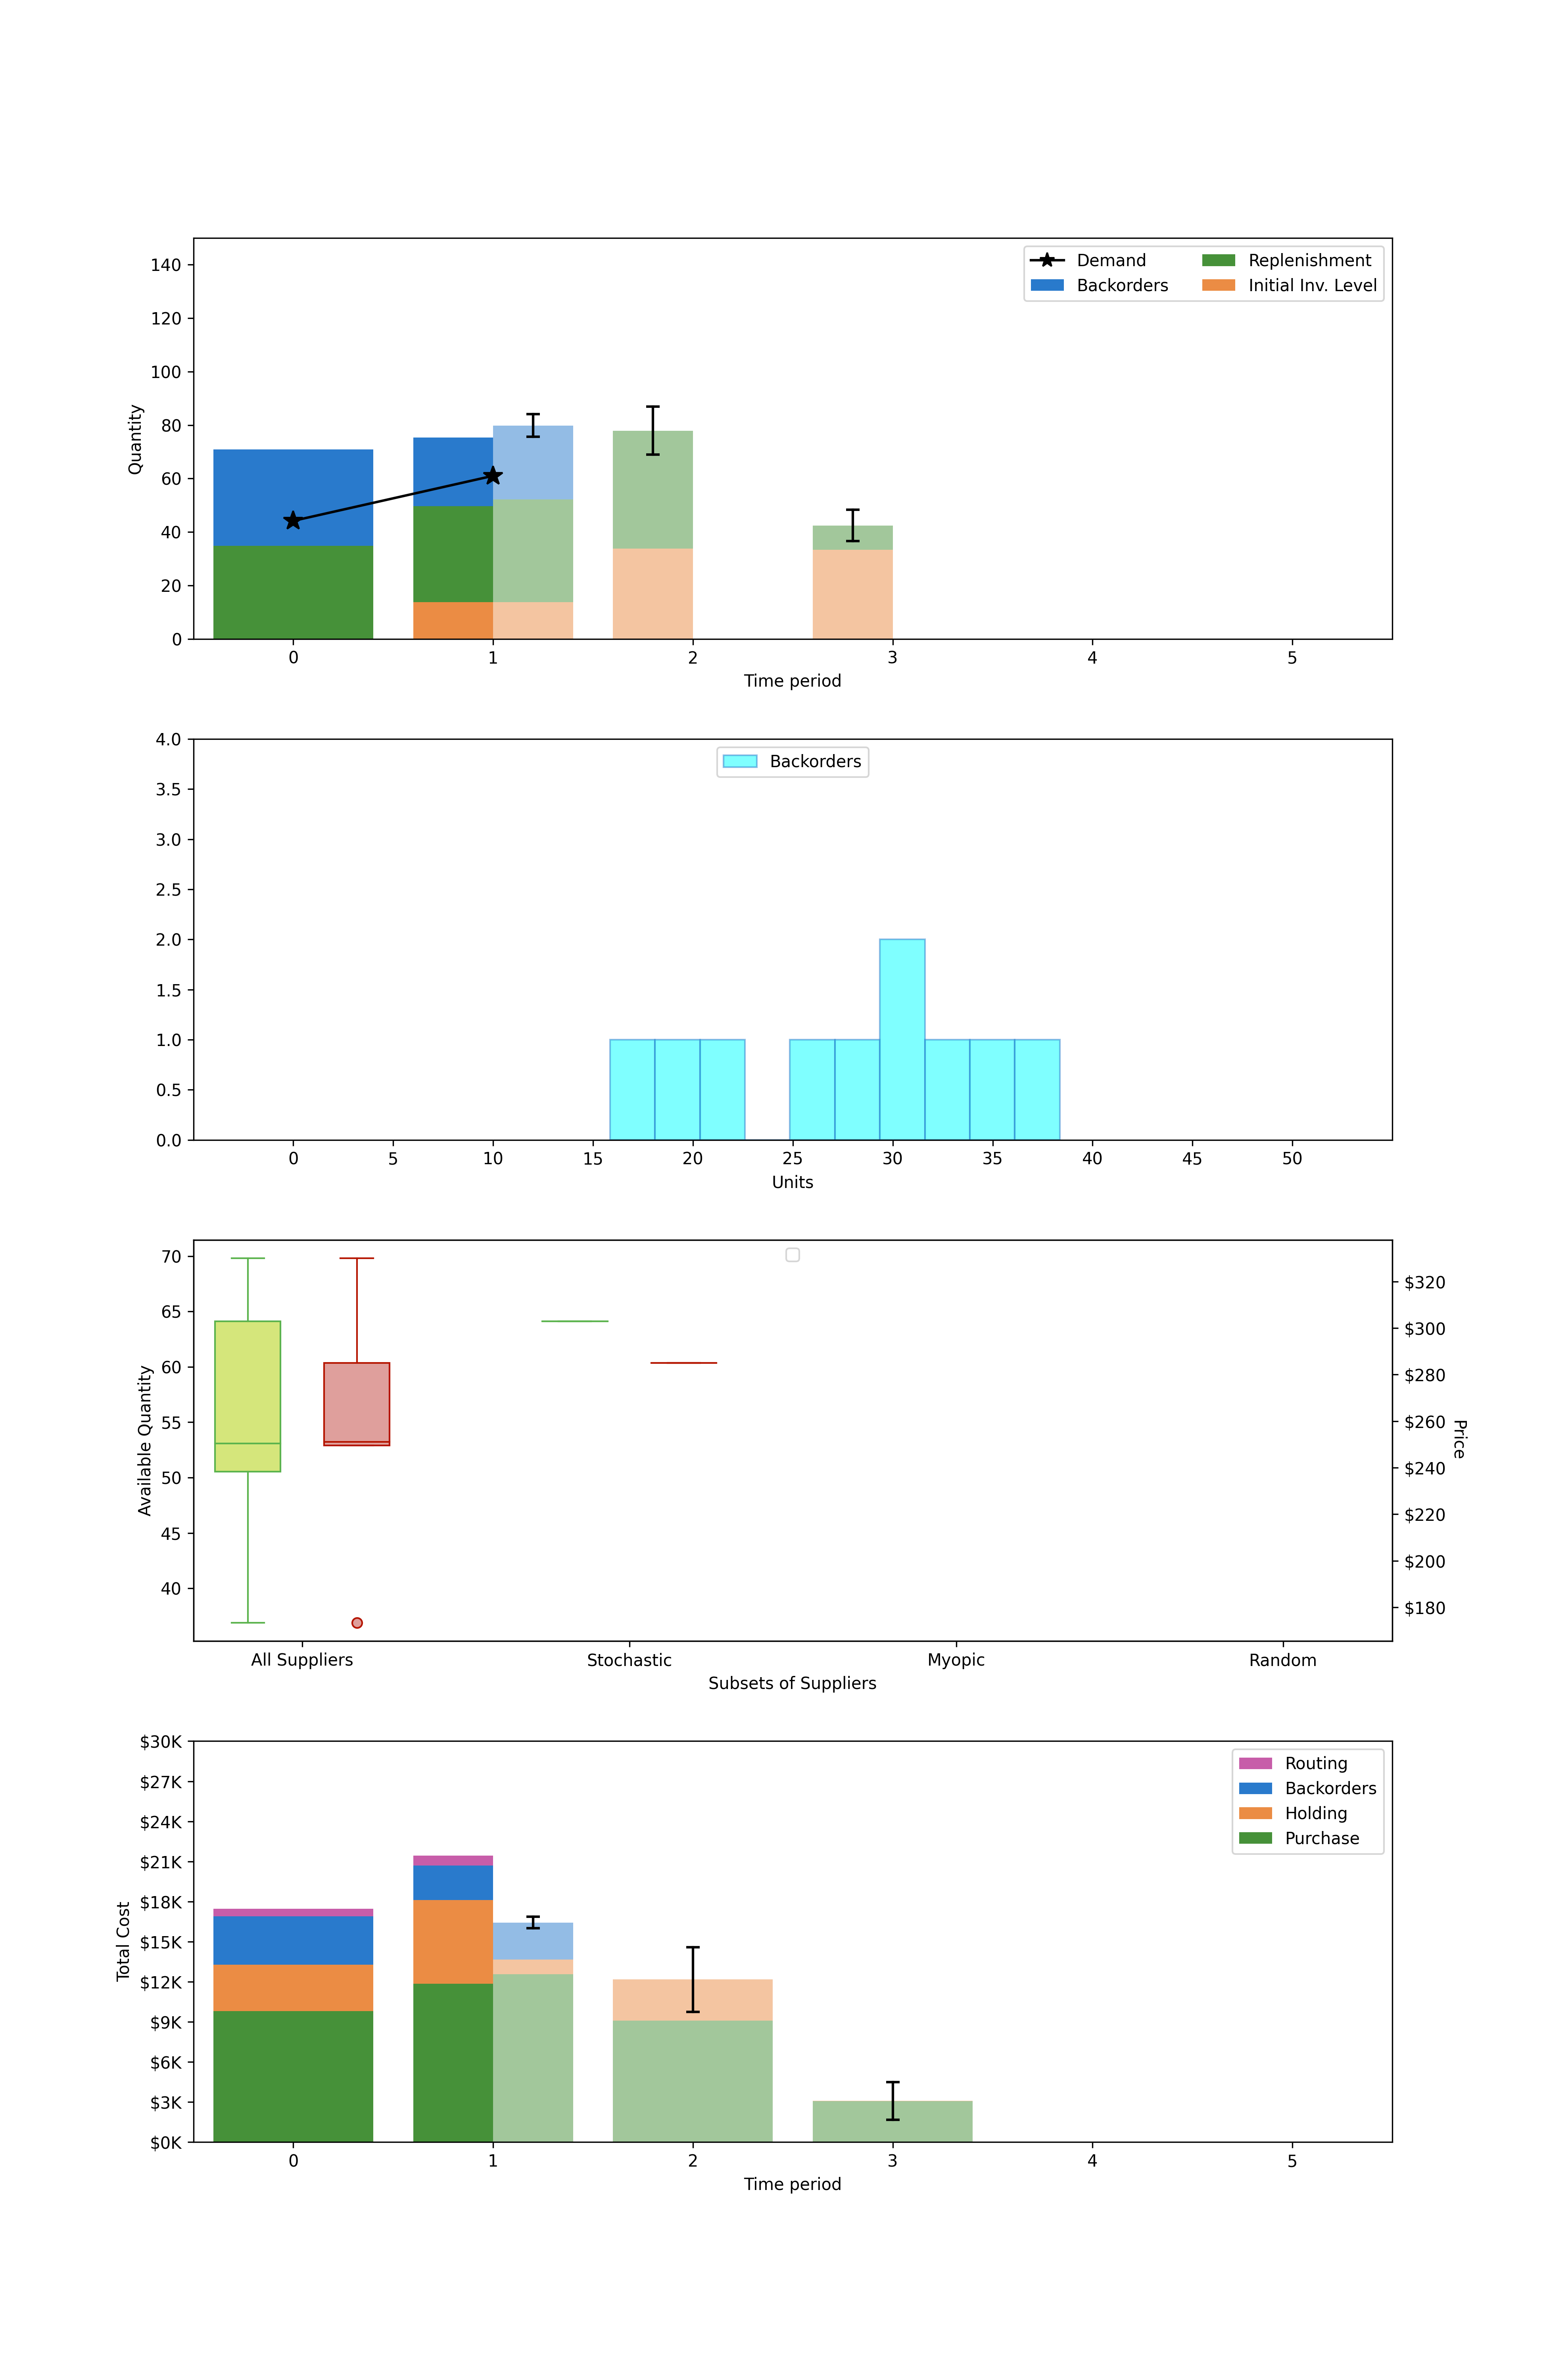 140
120
100
80
60
40
20
0
Quantity
Demand
Backorders
Replenishment
Initial Inv. Level
0 1 2 3 4 5
Time period
4.0
3.5
3.0
2.5
2.0
1.5
1.0
0.5
0.0
Backorders
0 5 10 15 20 25 30 35 40 45 50
Units
70
65
60
55
50
45
40
Available Quantity
$320
$300
$280
$260
$240
$220
$200
$180
Price
All Suppliers Stochastic Myopic Random
Subsets of Suppliers
$30K
$27K
$24K
$21K
$18K
$15K
$12K
$9K
$6K
$3K
$0K
Total Cost
Routing
Backorders
Holding
Purchase
0 1 2 3 4 5
Time period